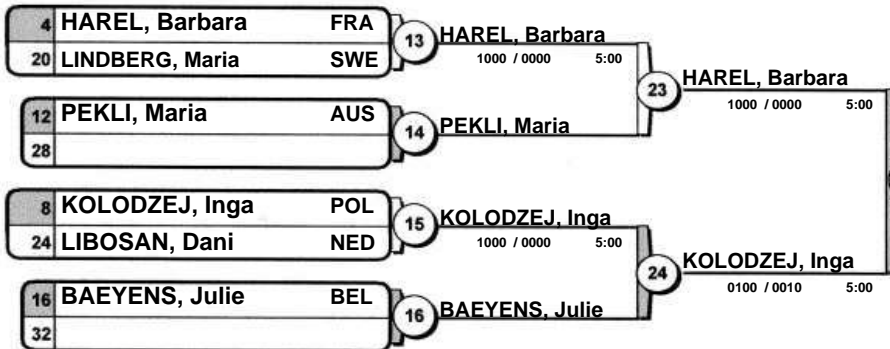 4 HAREL, Barbara FRA
20 LINDBERG, Maria SWE
13 HAREL, Barbara
1000 / 0000 5:00
12 PEKLI, Maria AUS
28
14 PEKLI, Maria
23 HAREL, Barbara
1000 / 0000 5:00
8 KOLODZEJ, Inga POL
24 LIBOSAN, Dani NED
15 KOLODZEJ, Inga
1000 / 0000 5:00
16 BAEYENS, Julie BEL
32
16 BAEYENS, Julie
24 KOLODZEJ, Inga
0100 / 0010 5:00